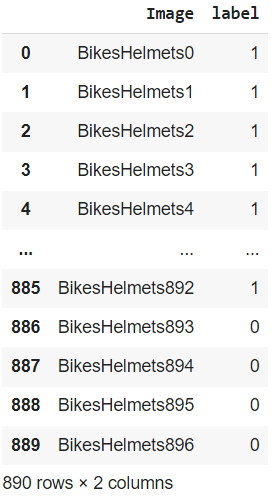 Image label
0 BikesHelmets0 1
1 BikesHelmets1 1
2 BikesHelmets2 1
3 BikesHelmets3 1
4 BikesHelmets4 1
... ... ...
885 BikesHelmets892 1
886 BikesHelmets893 0
887 BikesHelmets894 0
888 BikesHelmets895 0
889 BikesHelmets896 0
890 rows × 2 columns